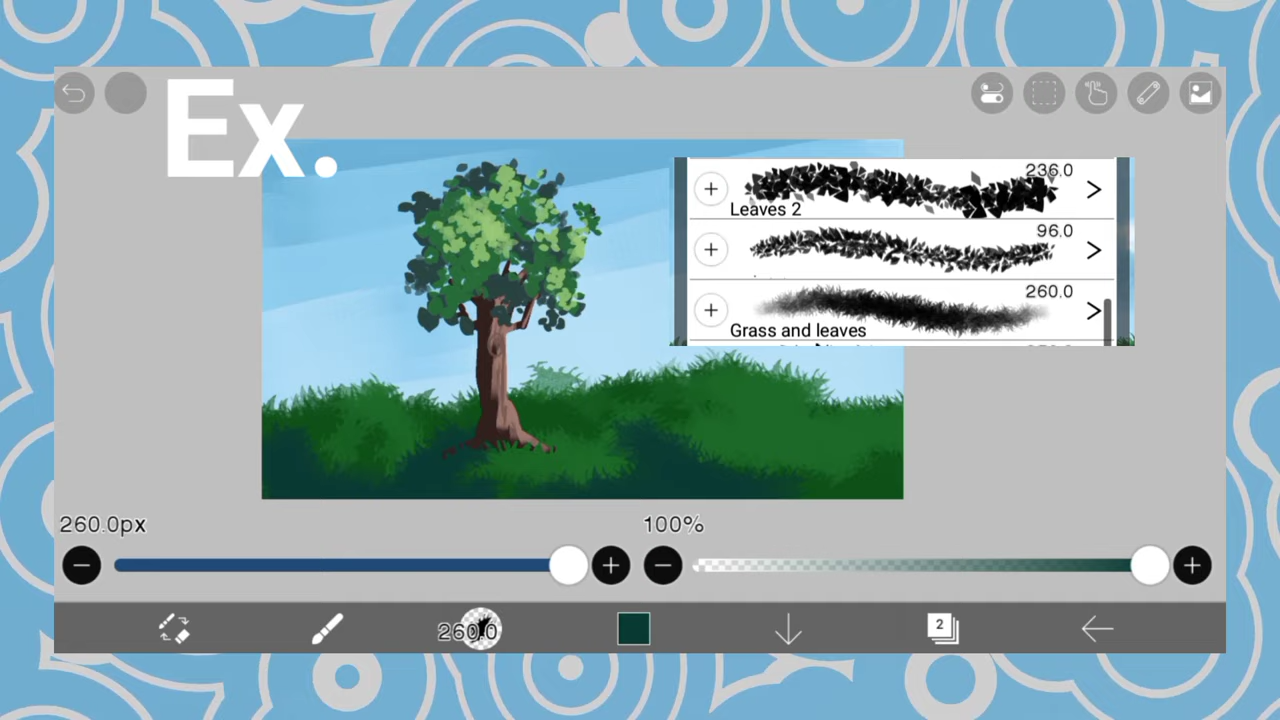 Ex.
236.0
Leaves 2
96.0
260.0
Grass and leaves
260.0px
100%
260.0
2